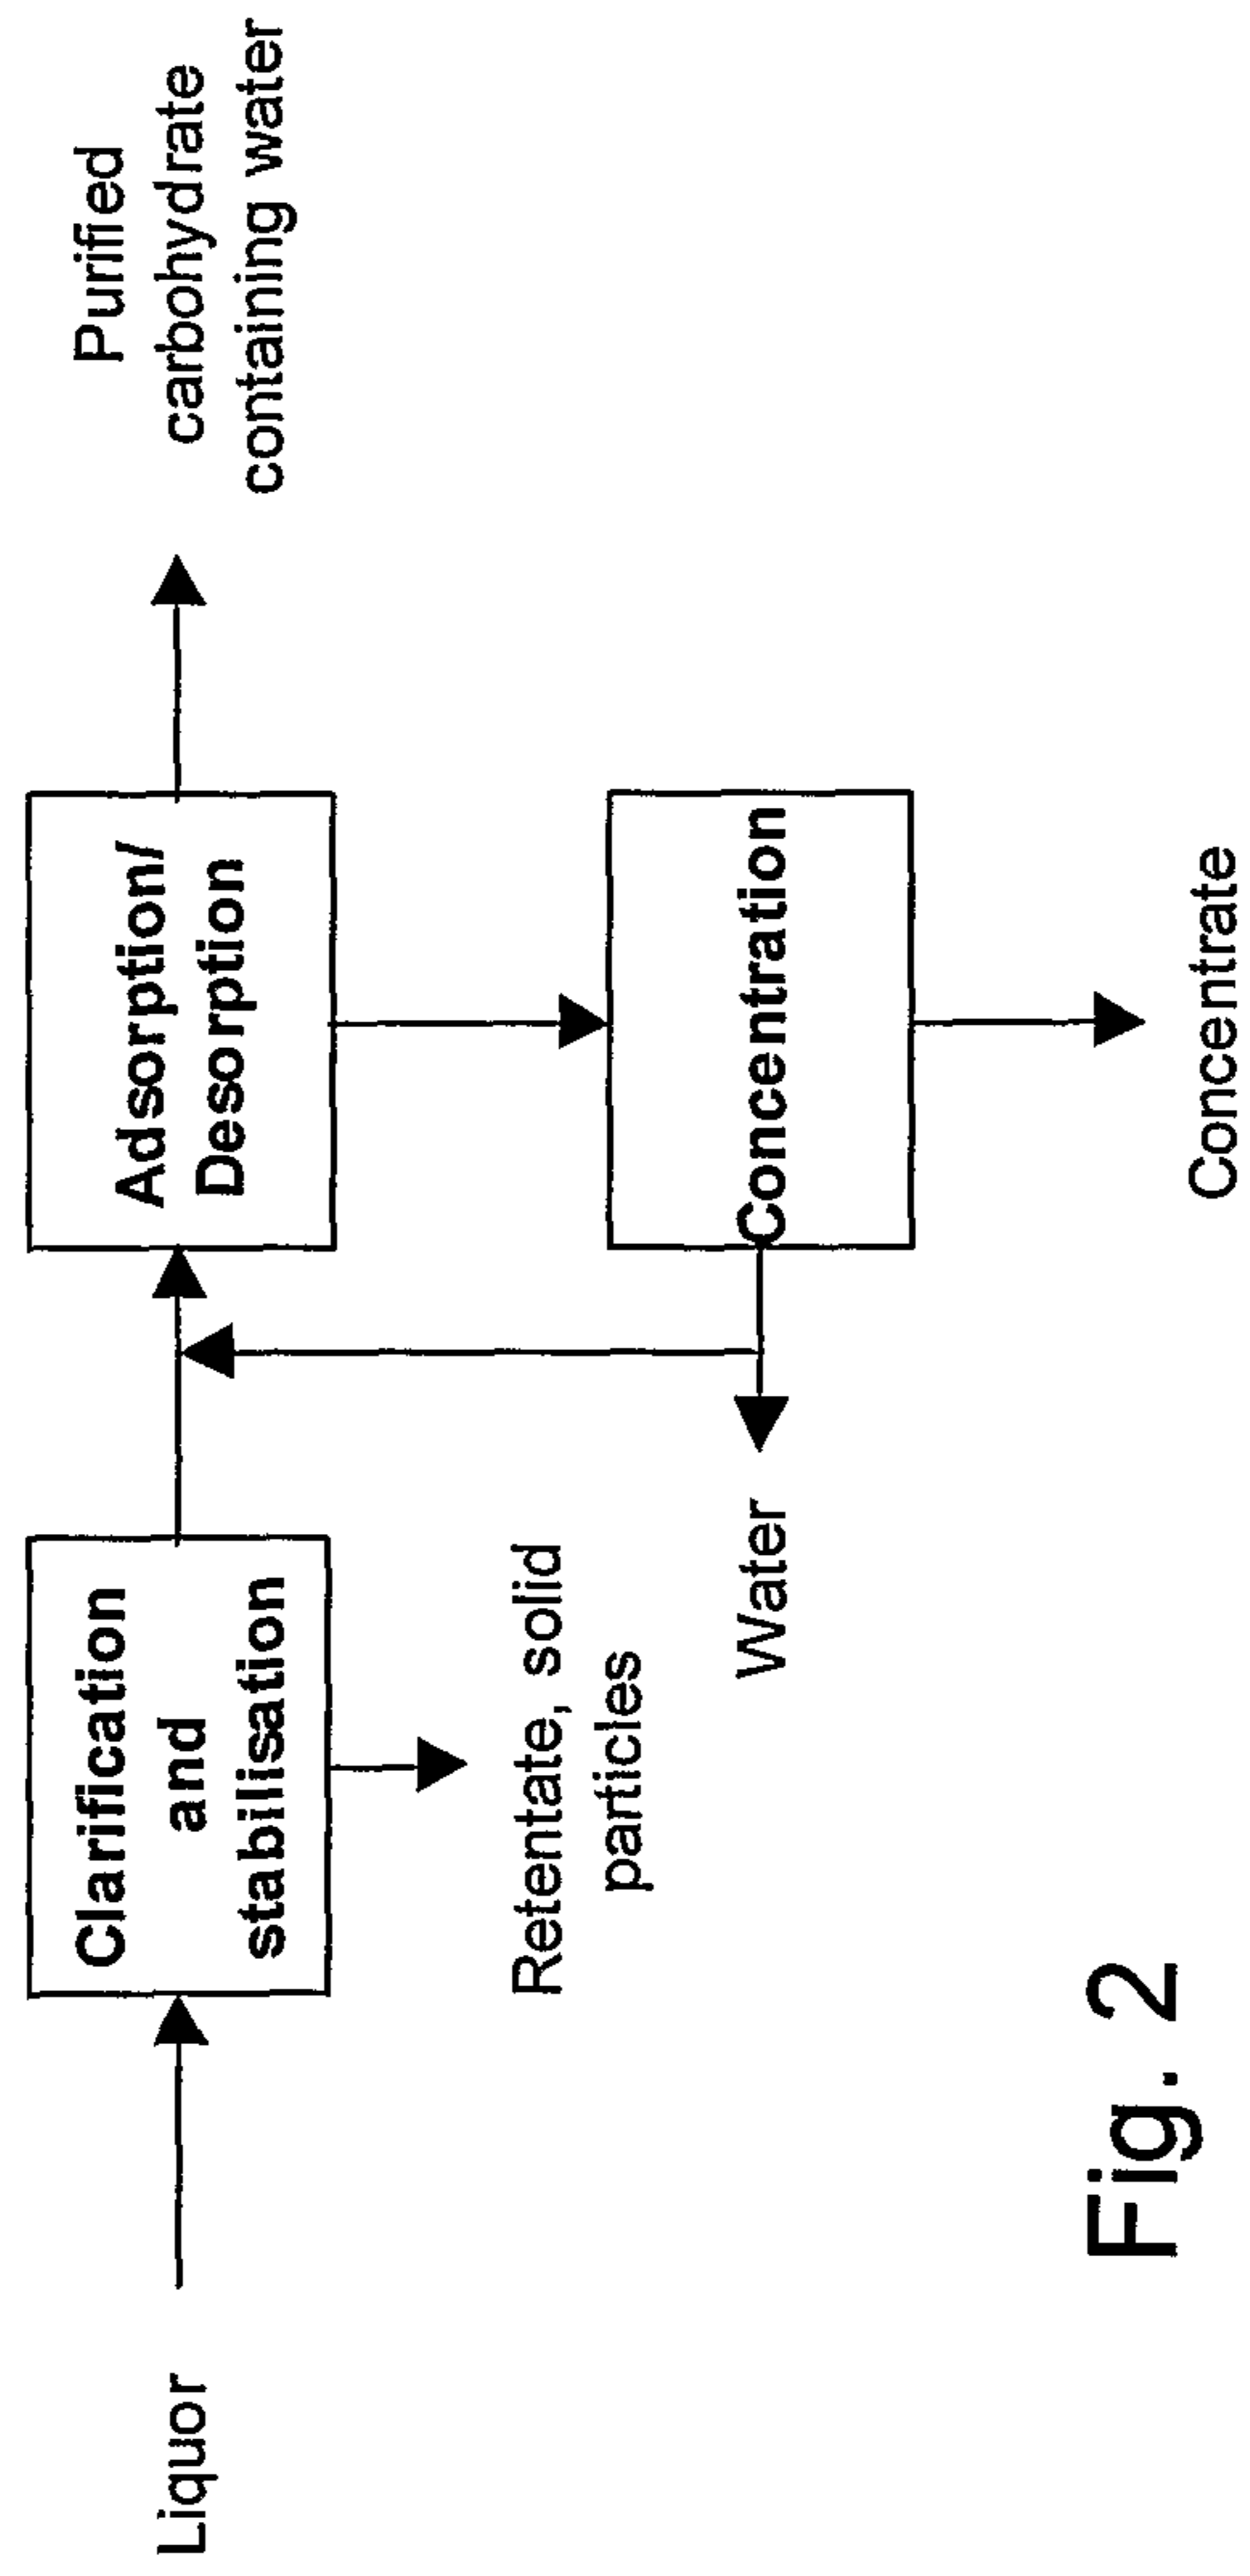 Liquor
Clarification
and
stabilisation
Adsorption/
Desorption
Purified
carbohydrate
containing water
Retentate, solid
particles
Water
Concentration
Concentrate
Fig. 2